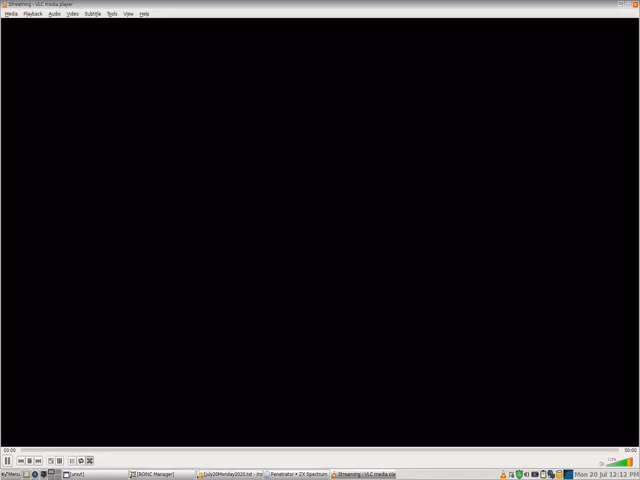 Streaming - VLC media player
Media Playback Audio Video Subtitle Tools View Help
00:00 00:00
Menu [BOINC Manager] Penetrator - ZX Spectrum Streaming - VLC media Mon 20 Jul 12:12 PM